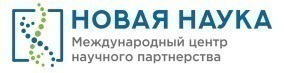 НОВАЯ НАУКА
Международный центр
научного партнерства